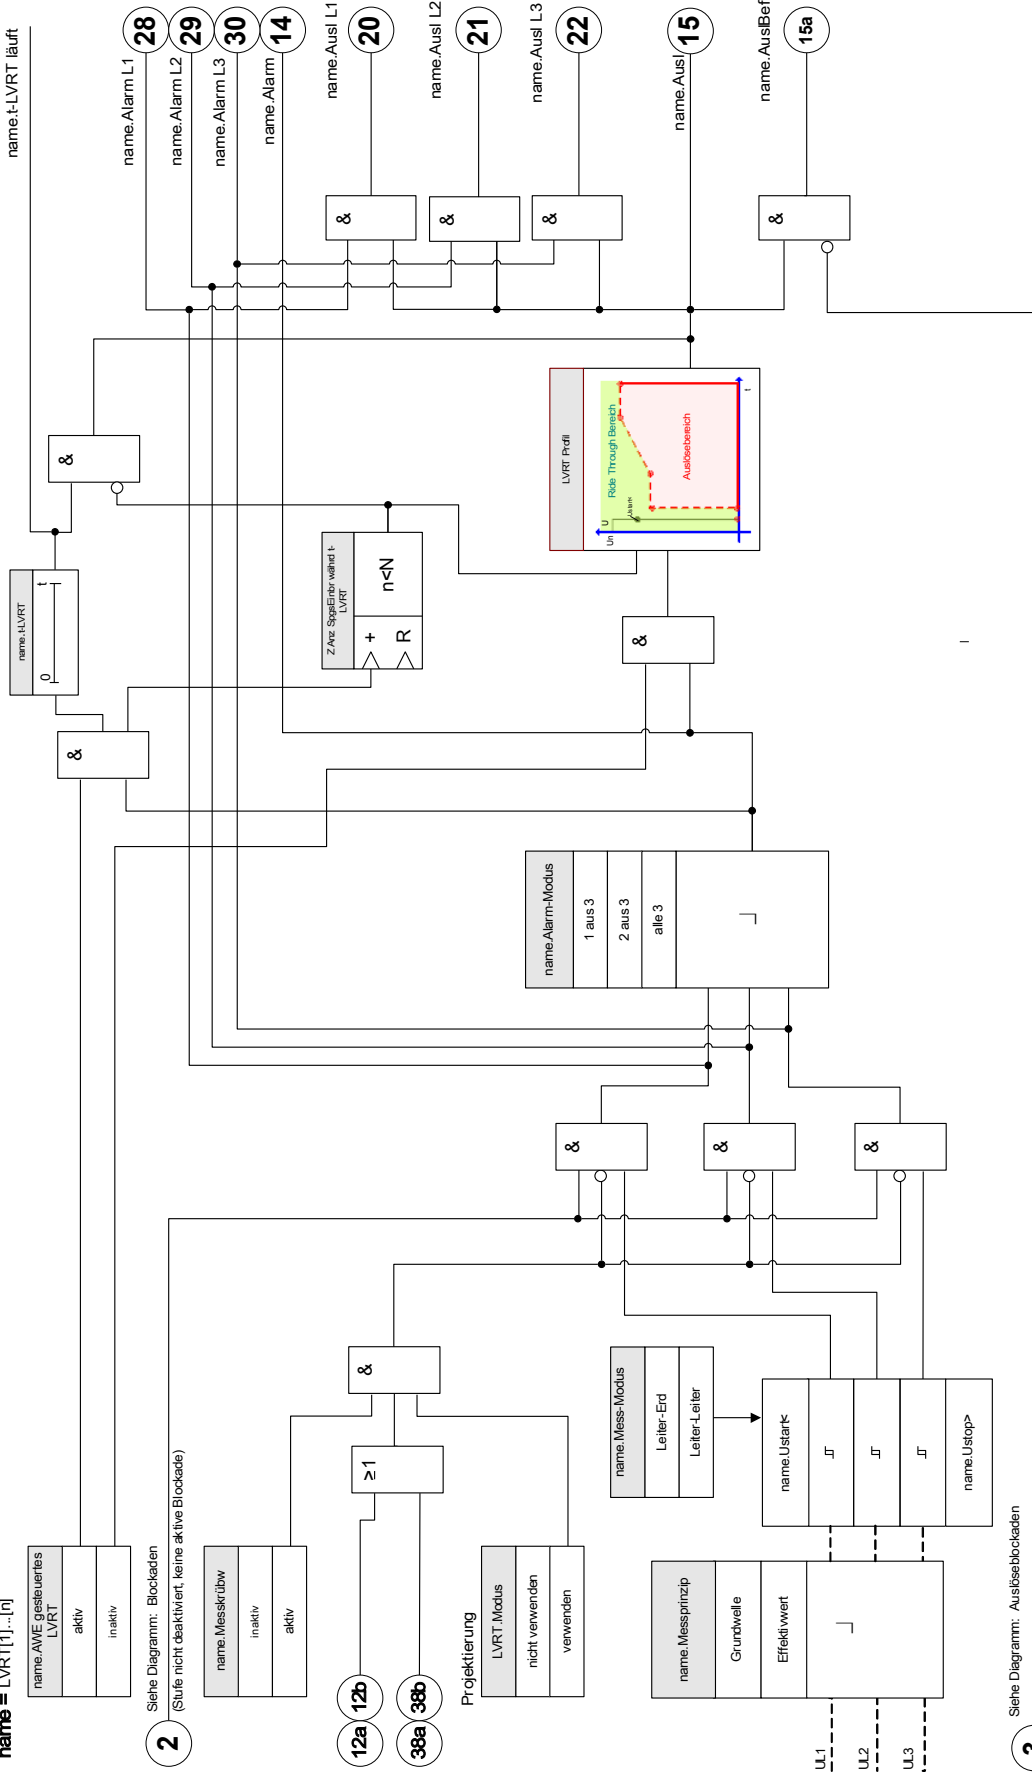 name = LVRT[1]...[n]
name.AWE gesteuertes
LVRT
aktiv
inaktiv
2
Siehe Diagramm: Blockaden
(Stufe nicht deaktiviert, keine aktive Blockade)
name.Messkrübw
inaktiv
aktiv
12a
12b
38a
38b
≥1
&
Projektierung
LVRT.Modus
nicht verwenden
verwenden
name.Mess-Modus
Leiter-Erd
Leiter-Leiter
name.Messprinzip
Grundwelle
Effektivwert
UL1
UL2
UL3
name.Ustart<
name.Ustop>
3
Siehe Diagramm: Auslöseblockaden
&
&
&
name.Alarm-Modus
1 aus 3
2 aus 3
alle 3
&
name.t-LVRT
0
t
Z Anz SpgsEinbr währd t-
LVRT
+
R
n<N
&
&
LVRT Profil
Un
U
Ustart<
Ride Through Bereich
Auslösebereich
t
&
&
&
&
name.t-LVRT läuft
name.Alarm L1
28
name.Alarm L2
29
name.Alarm L3
30
name.Alarm
14
name.Ausl L1
20
name.Ausl L2
21
name.Ausl L3
22
name.Ausl
15
name.AuslBef
15a